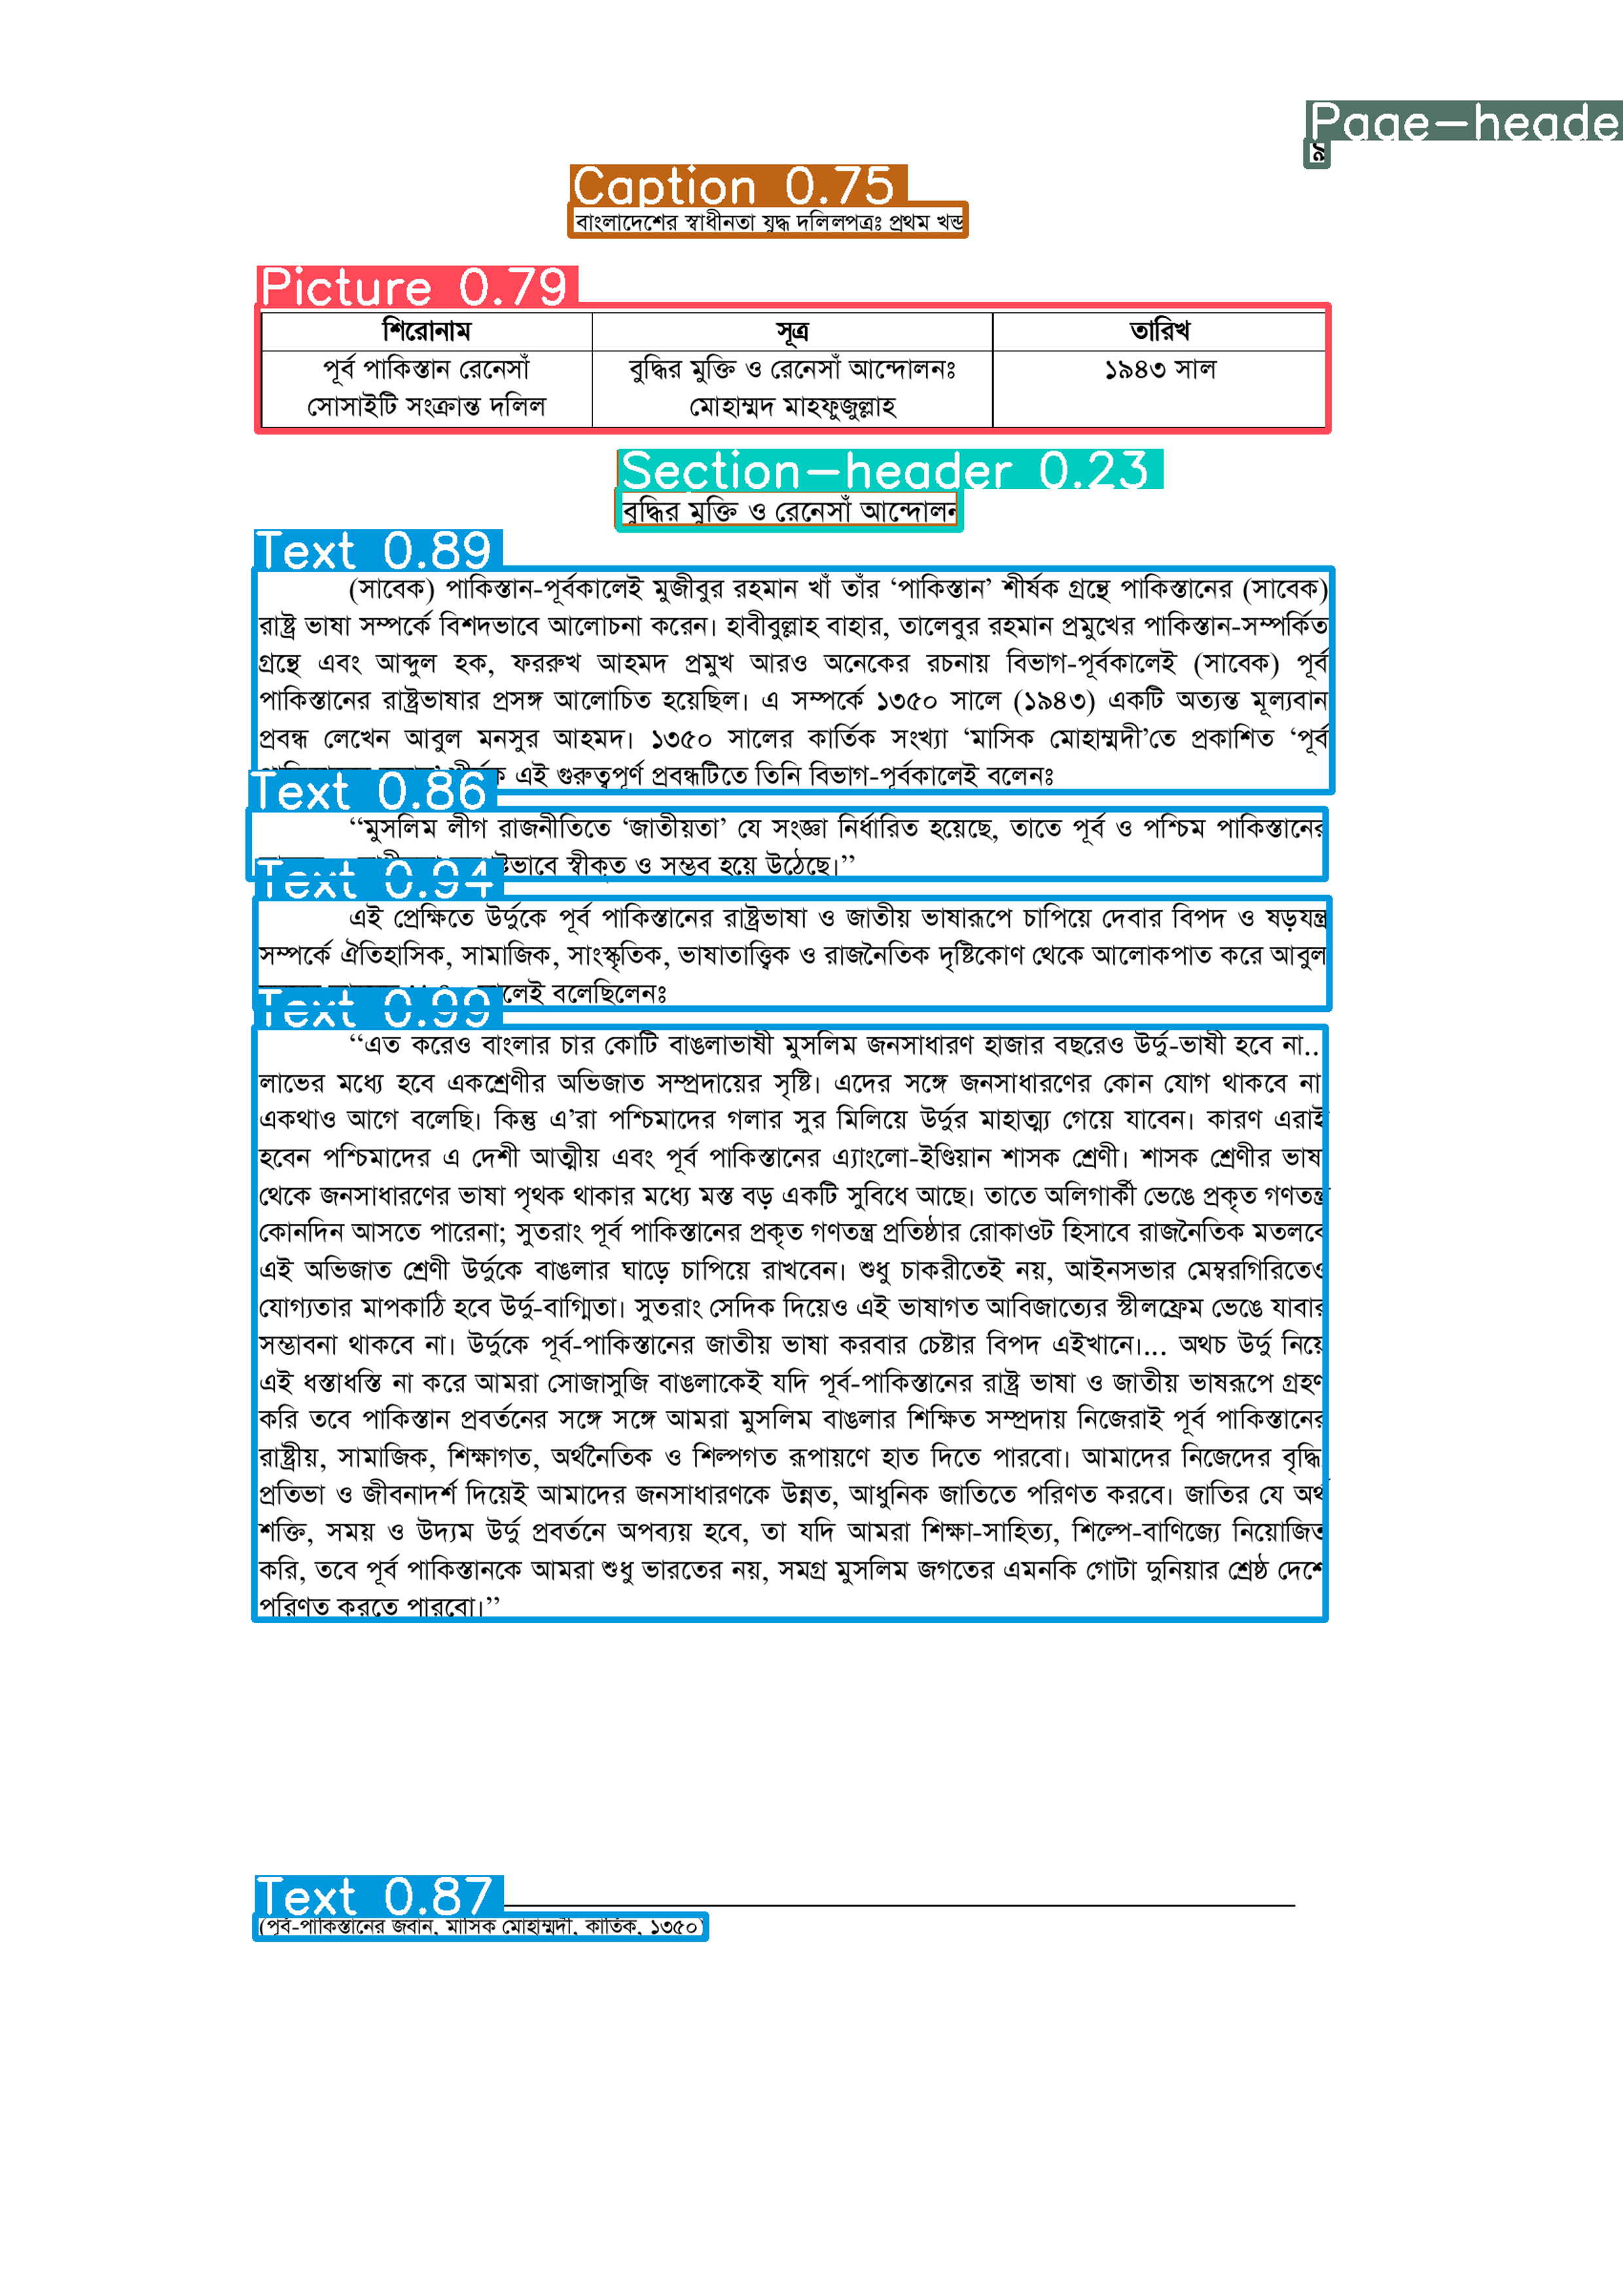 Page-heade
Caption 0.75
বাংলাদেশের স্বাধীনতা যুদ্ধ দলিলপত্রঃ প্রথম খন্ড
Picture 0.79
শিরোনাম সূত্র তারিখ
পূর্ব পাকিস্তান রেনেসাঁ বুদ্ধির মুক্তি ও রেনেসাঁ আন্দোলনঃ ১৯৪৩ সাল
সোসাইটি সংক্রান্ত দলিল মোহাম্মদ মাহফুজুল্লাহ
Section-header 0.23
বুদ্ধির মুক্তি ও রেনেসাঁ আন্দোলন
Text 0.89
(সাবেক) পাকিস্তান-পূর্বকালেই মুজীবুর রহমান খাঁ তাঁর ‘পাকিস্তান’ শীর্ষক গ্রন্থে পাকিস্তানের (সাবেক)
রাষ্ট্র ভাষা সম্পর্কে বিশদভাবে আলোচনা করেন। হাবীবুল্লাহ বাহার, তালেবুর রহমান প্রমুখের পাকিস্তান-সম্পর্কিত
গ্রন্থে এবং আব্দুল হক, ফররুখ আহমদ প্রমুখ আরও অনেকের রচনায় বিভাগ-পূর্বকালেই (সাবেক) পূর্ব
পাকিস্তানের রাষ্ট্রভাষার প্রসঙ্গ আলোচিত হয়েছিল। এ সম্পর্কে ১৩৫০ সালে (১৯৪৩) একটি অত্যন্ত মূল্যবান
প্রবন্ধ লেখেন আবুল মনসুর আহমদ। ১৩৫০ সালের কার্তিক সংখ্যা ‘মাসিক মোহাম্মদী’তে প্রকাশিত ‘পূর্ব
এই গুরুত্বপূর্ণ প্রবন্ধটিতে তিনি বিভাগ-পূর্বকালেই বলেনঃ
Text 0.86
‘‘মুসলিম লীগ রাজনীতিতে ‘জাতীয়তা’ যে সংজ্ঞা নির্ধারিত হয়েছে, তাতে পূর্ব ও পশ্চিম পাকিস্তানের
স্বীকৃত ও সম্ভব হয়ে উঠেছে।’’
Text 0.94
এই প্রেক্ষিতে উর্দুকে পূর্ব পাকিস্তানের রাষ্ট্রভাষা ও জাতীয় ভাষারূপে চাপিয়ে দেবার বিপদ ও ষড়যন্ত্র
সম্পর্কে ঐতিহাসিক, সামাজিক, সাংস্কৃতিক, ভাষাতাত্ত্বিক ও রাজনৈতিক দৃষ্টিকোণ থেকে আলোকপাত করে আবুল
বলেছিলেনঃ
Text 0.99
‘‘এত করেও বাংলার চার কোটি বাঙলাভাষী মুসলিম জনসাধারণ হাজার বছরেও উর্দু-ভাষী হবে না..
লাভের মধ্যে হবে একশ্রেণীর অভিজাত সম্প্রদায়ের সৃষ্টি। এদের সঙ্গে জনসাধারণের কোন যোগ থাকবে না
একথাও আগে বলেছি। কিন্তু এ’রা পশ্চিমাদের গলার সুর মিলিয়ে উর্দুর মাহাত্ম্য গেয়ে যাবেন। কারণ এরাই
হবেন পশ্চিমাদের এ দেশী আত্মীয় এবং পূর্ব পাকিস্তানের এ্যাংলো-ইণ্ডিয়ান শাসক শ্রেণী। শাসক শ্রেণীর ভাষা
থেকে জনসাধারণের ভাষা পৃথক থাকার মধ্যে মস্ত বড় একটি সুবিধে আছে। তাতে অলিগার্কী ভেঙে প্রকৃত গণতন্ত্র
কোনদিন আসতে পারেনা; সুতরাং পূর্ব পাকিস্তানের প্রকৃত গণতন্ত্র প্রতিষ্ঠার রোকাওট হিসাবে রাজনৈতিক মতলবে
এই অভিজাত শ্রেণী উর্দুকে বাঙলার ঘাড়ে চাপিয়ে রাখবেন। শুধু চাকরীতেই নয়, আইনসভার মেম্বরগিরিতেও
যোগ্যতার মাপকাঠি হবে উর্দু-বাগ্মিতা। সুতরাং সেদিক দিয়েও এই ভাষাগত আবিজাত্যের স্টীলফ্রেম ভেঙে যাবার
সম্ভাবনা থাকবে না। উর্দুকে পূর্ব-পাকিস্তানের জাতীয় ভাষা করবার চেষ্টার বিপদ এইখানে।... অথচ উর্দু নিয়ে
এই ধস্তাধস্তি না করে আমরা সোজাসুজি বাঙলাকেই যদি পূর্ব-পাকিস্তানের রাষ্ট্র ভাষা ও জাতীয় ভাষরূপে গ্রহণ
করি তবে পাকিস্তান প্রবর্তনের সঙ্গে সঙ্গে আমরা মুসলিম বাঙলার শিক্ষিত সম্প্রদায় নিজেরাই পূর্ব পাকিস্তানের
রাষ্ট্রীয়, সামাজিক, শিক্ষাগত, অর্থনৈতিক ও শিল্পগত রূপায়ণে হাত দিতে পারবো। আমাদের নিজেদের বৃদ্ধি
প্রতিভা ও জীবনাদর্শ দিয়েই আমাদের জনসাধারণকে উন্নত, আধুনিক জাতিতে পরিণত করবে। জাতির যে অর্থ
শক্তি, সময় ও উদ্যম উর্দু প্রবর্তনে অপব্যয় হবে, তা যদি আমরা শিক্ষা-সাহিত্য, শিল্পে-বাণিজ্যে নিয়োজিত
করি, তবে পূর্ব পাকিস্তানকে আমরা শুধু ভারতের নয়, সমগ্র মুসলিম জগতের এমনকি গোটা দুনিয়ার শ্রেষ্ঠ দেশে
পরিণত করতে পারবো।’’
Text 0.87
(পূর্ব-পাকিস্তানের জবান, মাসিক মোহাম্মদী, কার্তিক, ১৩৫০)